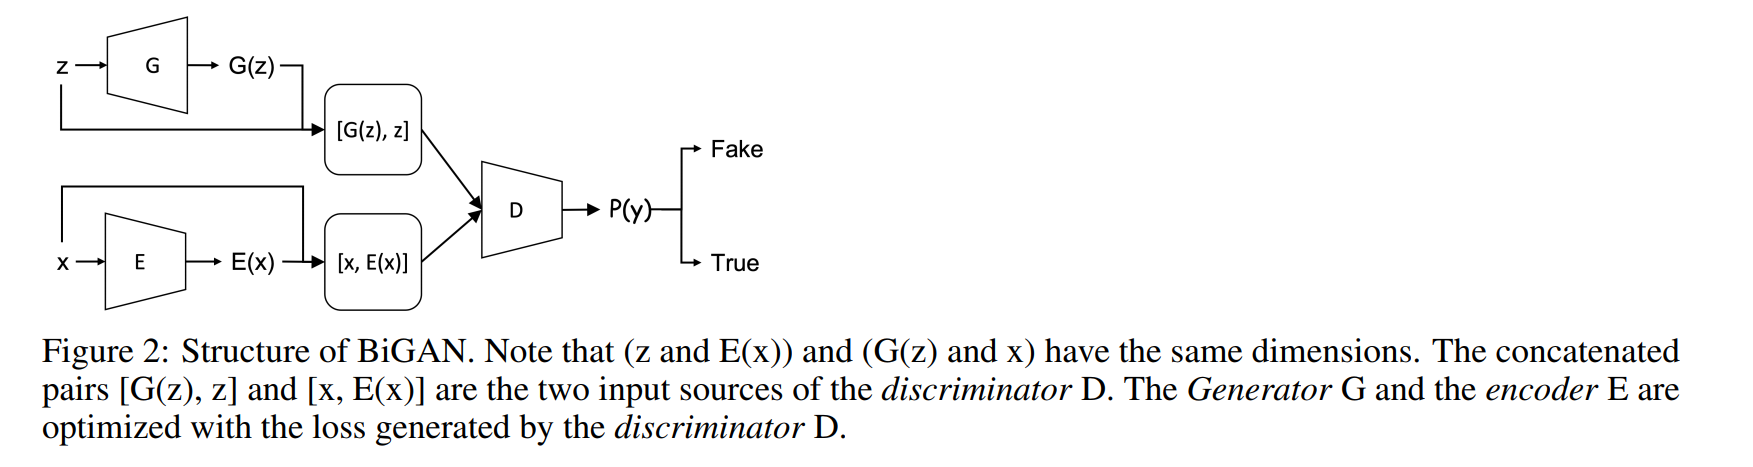 z
G
G(z)
[G(z), z]
Fake
D
P(y)
x
E
E(x)
[x, E(x)]
True
Figure 2: Structure of BiGAN. Note that (z and E(x)) and (G(z) and x) have the same dimensions. The concatenated
pairs [G(z), z] and [x, E(x)] are the two input sources of the discriminator D. The Generator G and the encoder E are
optimized with the loss generated by the discriminator D.